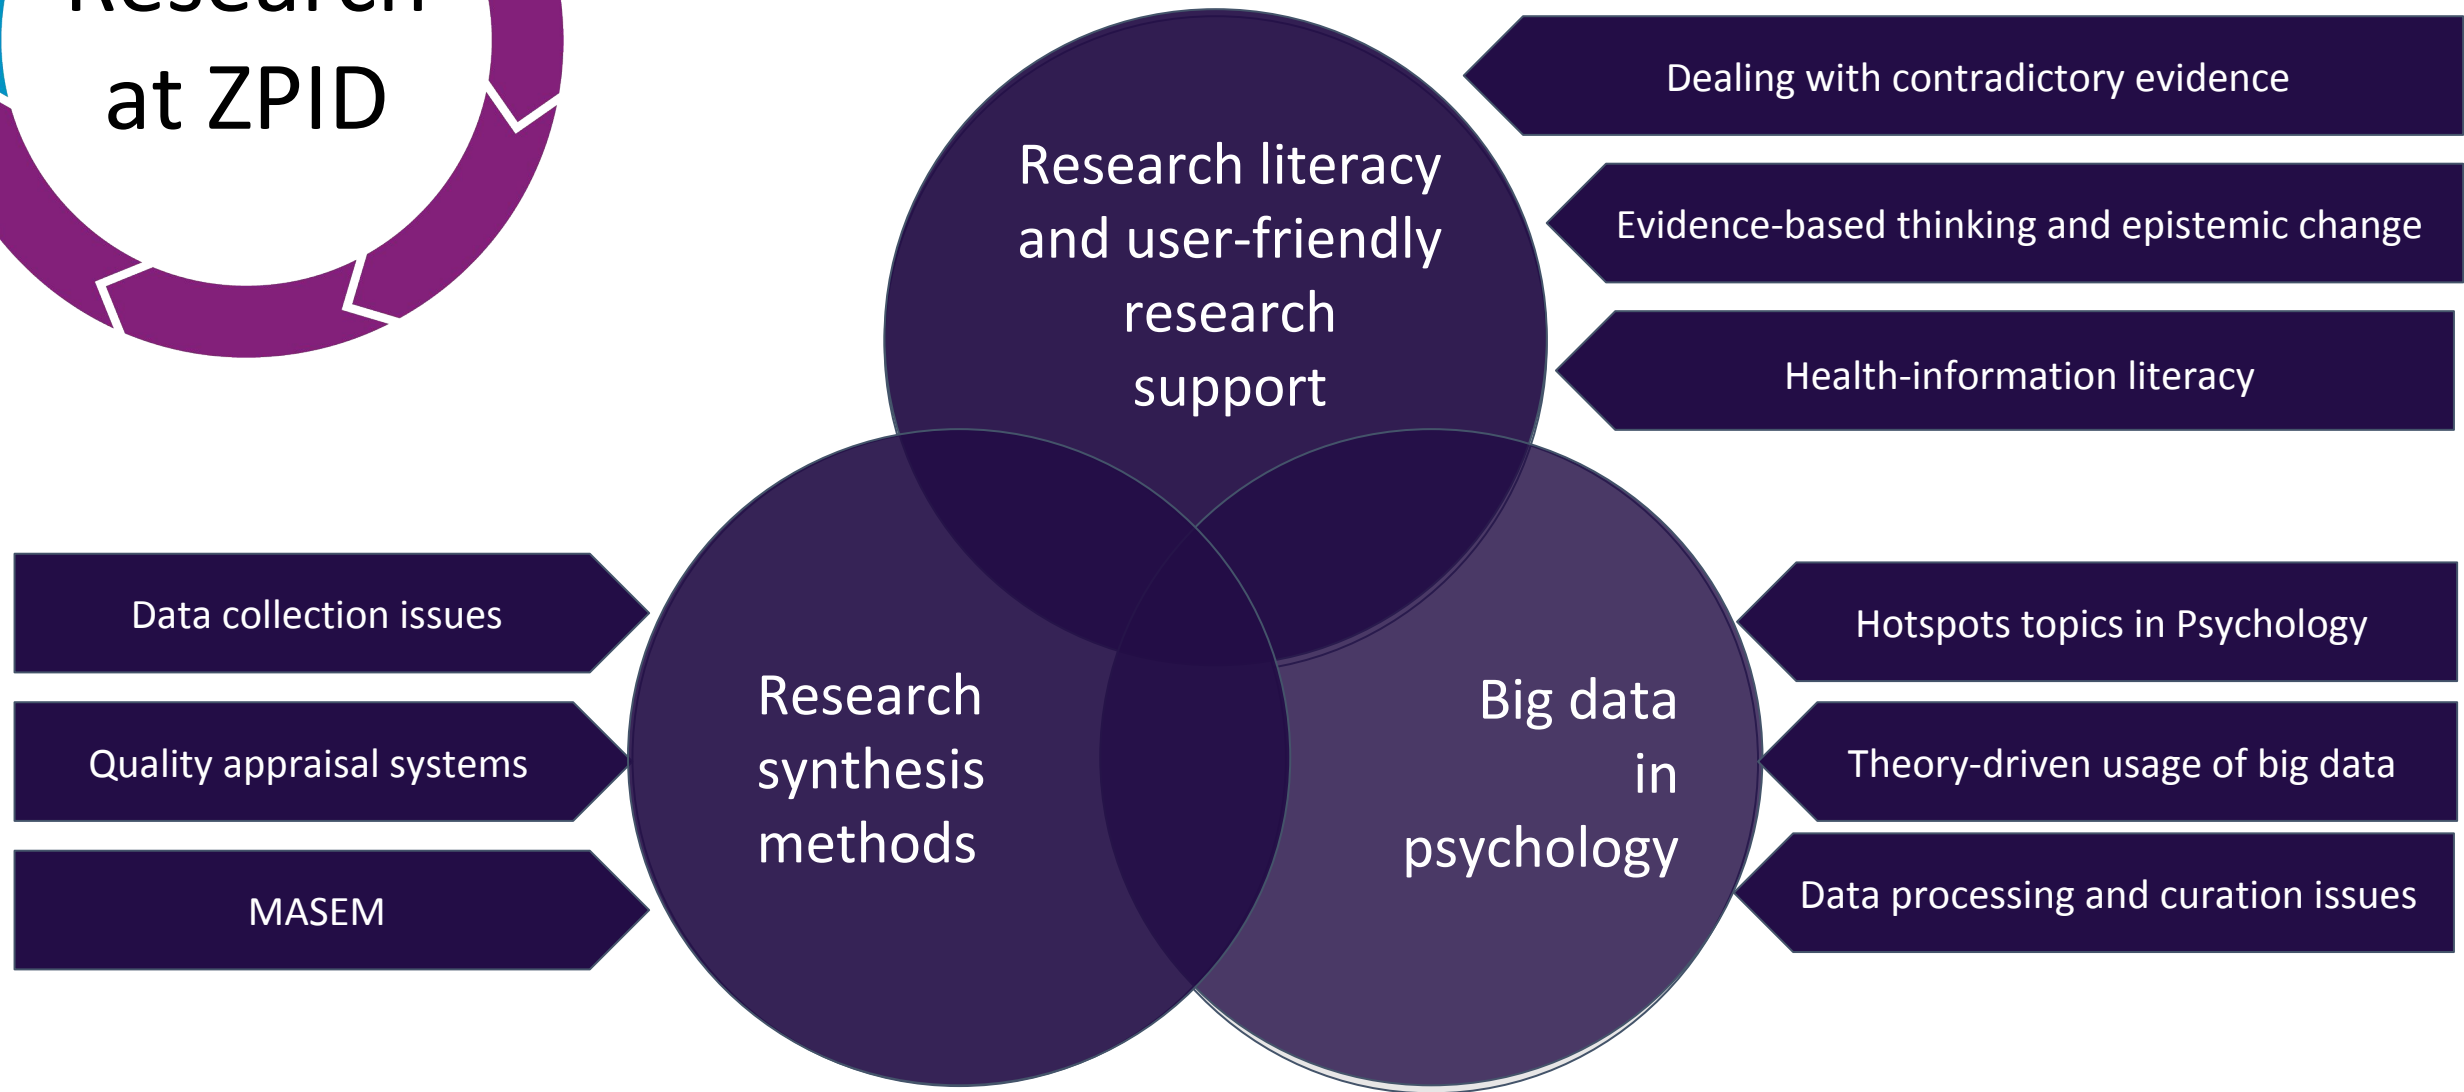 Research
at ZPID
Research literacy
and user-friendly
research
support
Dealing with contradictory evidence
Evidence-based thinking and epistemic change
Health-information literacy
Data collection issues
Quality appraisal systems
MASEM
Research
synthesis
methods
Big data
in
psychology
Hotspots topics in Psychology
Theory-driven usage of big data
Data processing and curation issues